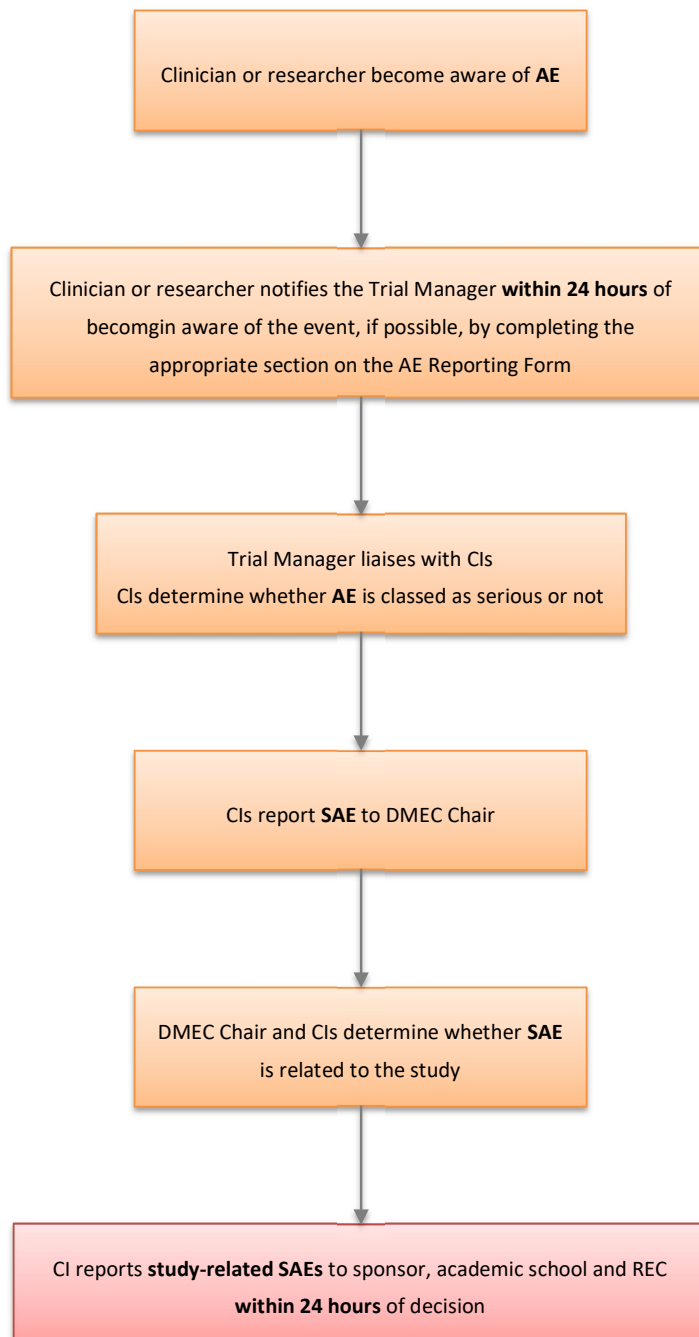 Clinician or researcher become aware of AE
Clinician or researcher notifies the Trial Manager within 24 hours of
becomgin aware of the event, if possible, by completing the
appropriate section on the AE Reporting Form
Trial Manager liaises with CIs
CIs determine whether AE is classed as serious or not
CIs report SAE to DMEC Chair
DMEC Chair and CIs determine whether SAE
is related to the study
CI reports study-related SAEs to sponsor, academic school and REC
within 24 hours of decision